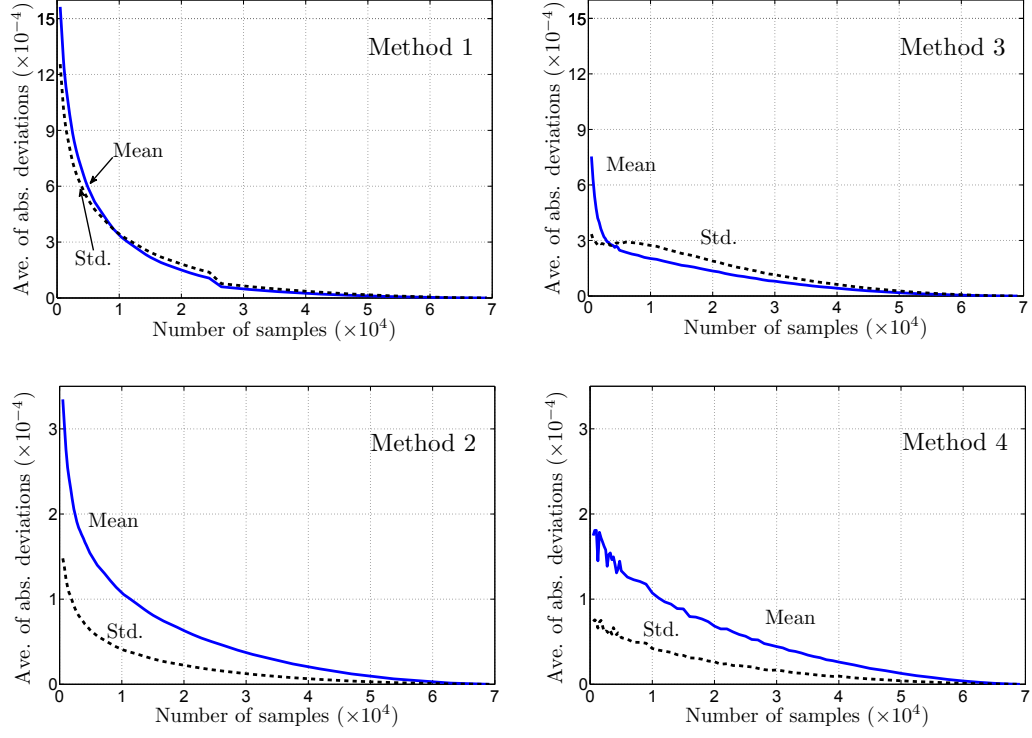 Ave. of abs. deviations (×10⁻⁴)
15
12
9
6
3
0
Method 1
Mean
Std.
0 1 2 3 4 5 6 7
Number of samples (×10⁴)
Ave. of abs. deviations (×10⁻⁴)
15
12
9
6
3
0
Method 3
Mean
Std.
0 1 2 3 4 5 6 7
Number of samples (×10⁴)
Ave. of abs. deviations (×10⁻⁴)
3
2
1
0
Method 2
Mean
Std.
0 1 2 3 4 5 6 7
Number of samples (×10⁴)
Ave. of abs. deviations (×10⁻⁴)
3
2
1
0
Method 4
Mean
Std.
0 1 2 3 4 5 6 7
Number of samples (×10⁴)